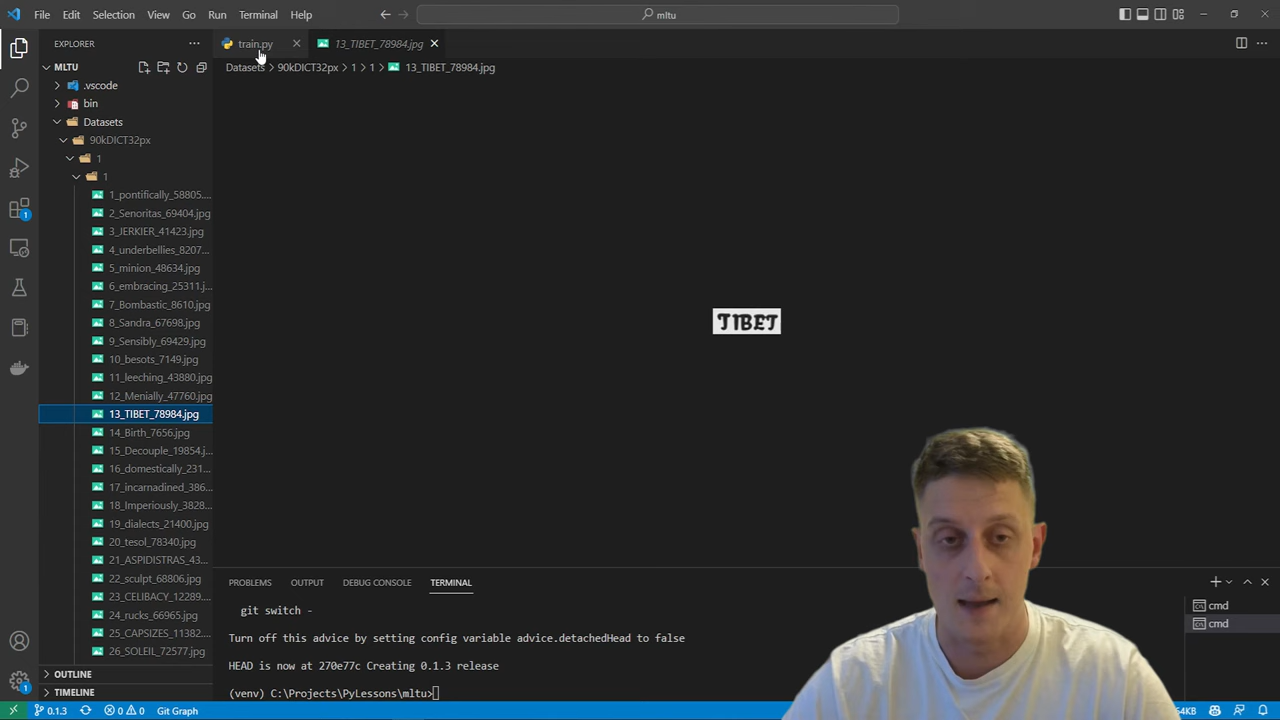 File Edit Selection View Go Run Terminal Help
mltu
EXPLORER
train.py
13_TIBET_78984.jpg
MLTU
Datasets > 90kDICT32px > 1 > 1 > 13_TIBET_78984.jpg
.vscode
bin
Datasets
90kDICT32px
1
1
1_pontifically_58805....
2_Senoritas_69404.jpg
3_JERKIER_41423.jpg
4_underbellies_8207...
5_minion_48634.jpg
6_embracing_25311.j...
7_Bombastic_8610.jpg
8_Sandra_67698.jpg
9_Sensibly_69429.jpg
10_besots_7149.jpg
11_leeching_43880.jpg
12_Menially_47760.jpg
13_TIBET_78984.jpg
14_Birth_7656.jpg
15_Decouple_19854.j...
16_domestically_231...
17_incarnadined_386...
18_Imperiously_3828...
19_dialects_21400.jpg
20_tesol_78340.jpg
21_ASPIDISTRAS_43...
22_sculpt_68806.jpg
23_CELIBACY_12289...
24_rucks_66965.jpg
25_CAPSIZES_11382...
26_SOLEIL_72577.jpg
OUTLINE
TIMELINE
TIBET
PROBLEMS OUTPUT DEBUG CONSOLE TERMINAL
git switch -
Turn off this advice by setting config variable advice.detachedHead to false
HEAD is now at 270e77c Creating 0.1.3 release
(venv) C:\Projects\PyLessons\mltu>
cmd
cmd
1
1
0.1.3 0 0 Git Graph